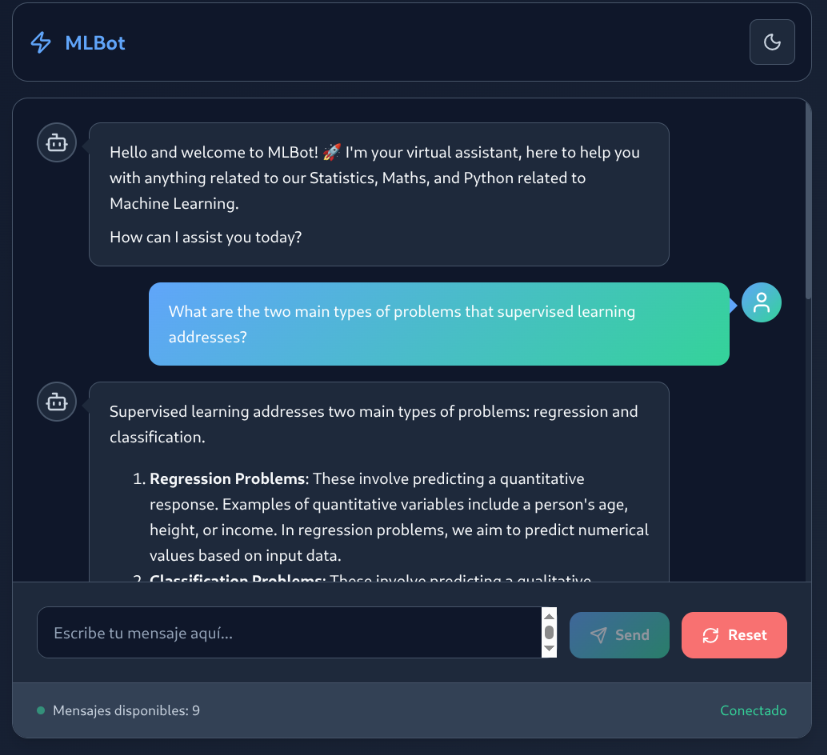 MLBot
Hello and welcome to MLBot! 🚀 I'm your virtual assistant, here to help you
with anything related to our Statistics, Maths, and Python related to
Machine Learning.
How can I assist you today?
What are the two main types of problems that supervised learning
addresses?
Supervised learning addresses two main types of problems: regression and
classification.
1. Regression Problems: These involve predicting a quantitative
response. Examples of quantitative variables include a person's age,
height, or income. In regression problems, we aim to predict numerical
values based on input data.
2. Classification Problems: These involve predicting a qualitative
Escribe tu mensaje aquí...
Send
Reset
Mensajes disponibles: 9
Conectado